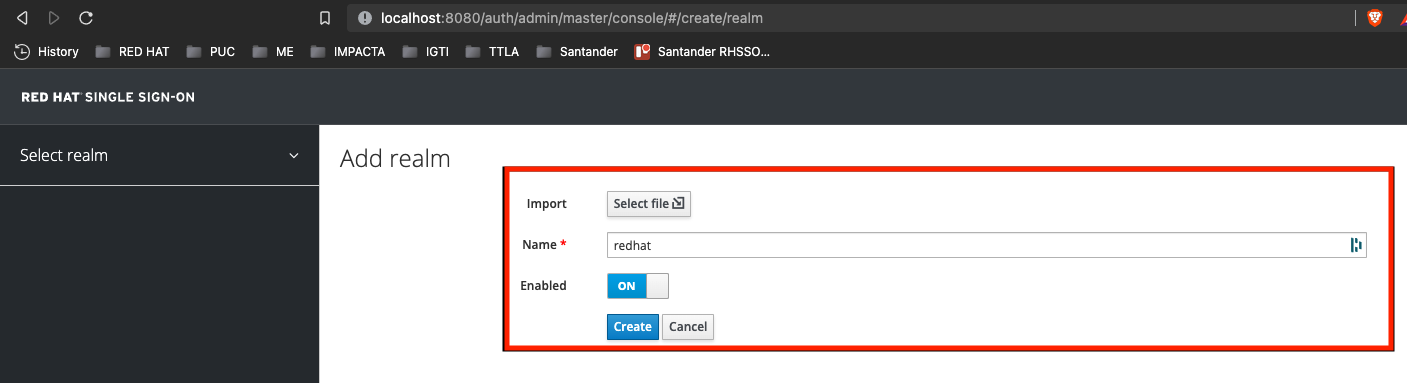 localhost:8080/auth/admin/master/console/#/create/realm
History RED HAT PUC ME IMPACTA IGTI TTLA Santander Santander RHSSO...
RED HAT SINGLE SIGN-ON
Select realm
Add realm
Import Select file
Name * redhat
Enabled ON
Create Cancel